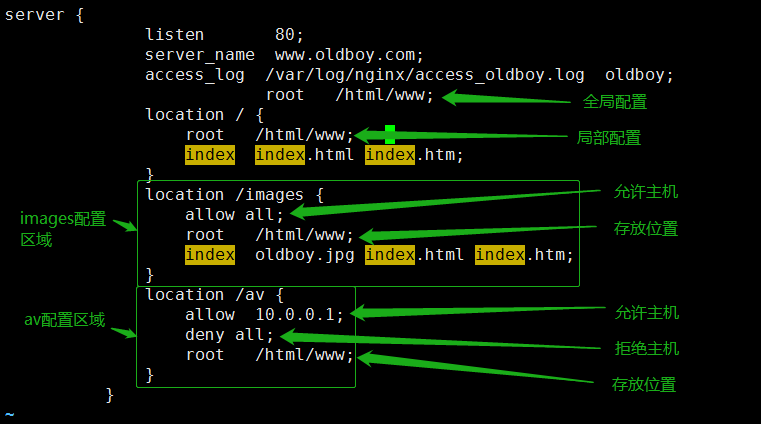 server {
listen 80;
server_name www.oldboy.com;
access_log /var/log/nginx/access_oldboy.log oldboy;
root /html/www; 全局配置
location / {
root /html/www; 局部配置
index index.html index.htm;
}
location /images {
allow all; 允许主机
images配置
区域
root /html/www; 存放位置
index oldboy.jpg index.html index.htm;
}
location /av {
allow 10.0.0.1; 允许主机
av配置区域
deny all; 拒绝主机
root /html/www; 存放位置
}
}
~